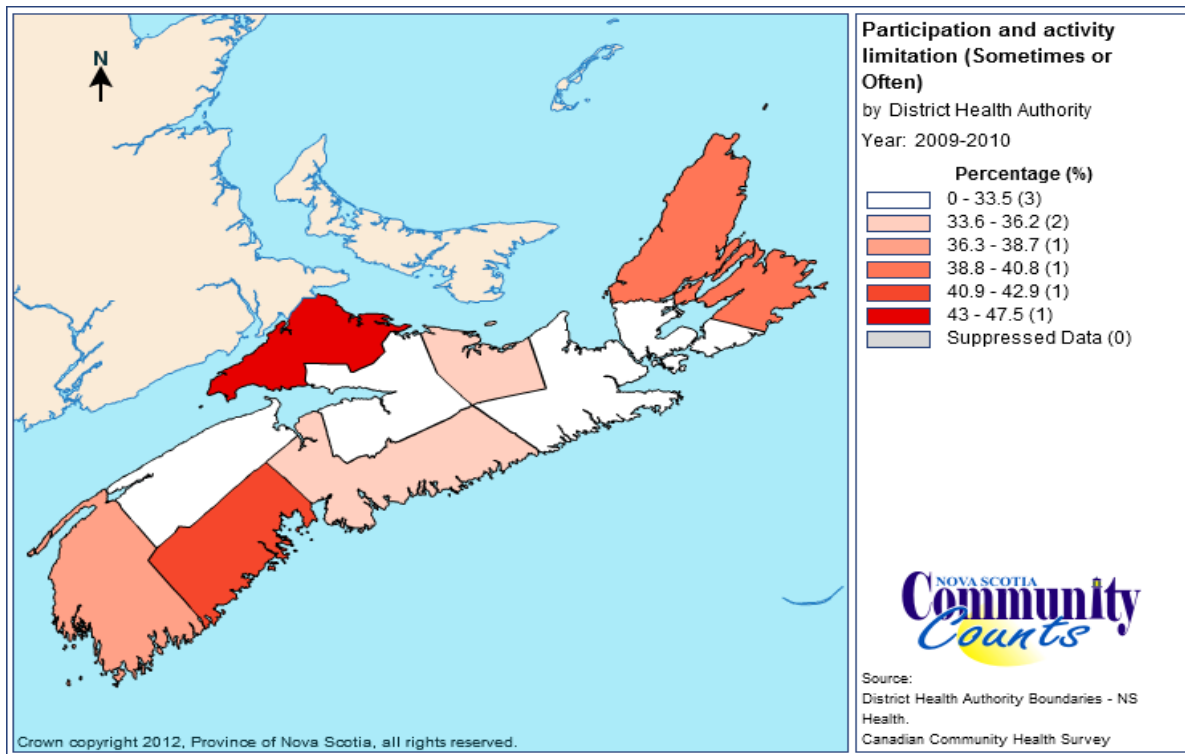 N
Crown copyright 2012, Province of Nova Scotia, all rights reserved.
Participation and activity
limitation (Sometimes or
Often)
by District Health Authority
Year: 2009-2010
Percentage (%)
0 - 33.5 (3)
33.6 - 36.2 (2)
36.3 - 38.7 (1)
38.8 - 40.8 (1)
40.9 - 42.9 (1)
43 - 47.5 (1)
Suppressed Data (0)
NOVA SCOTIA
Community
Counts
Source:
District Health Authority Boundaries - NS
Health.
Canadian Community Health Survey